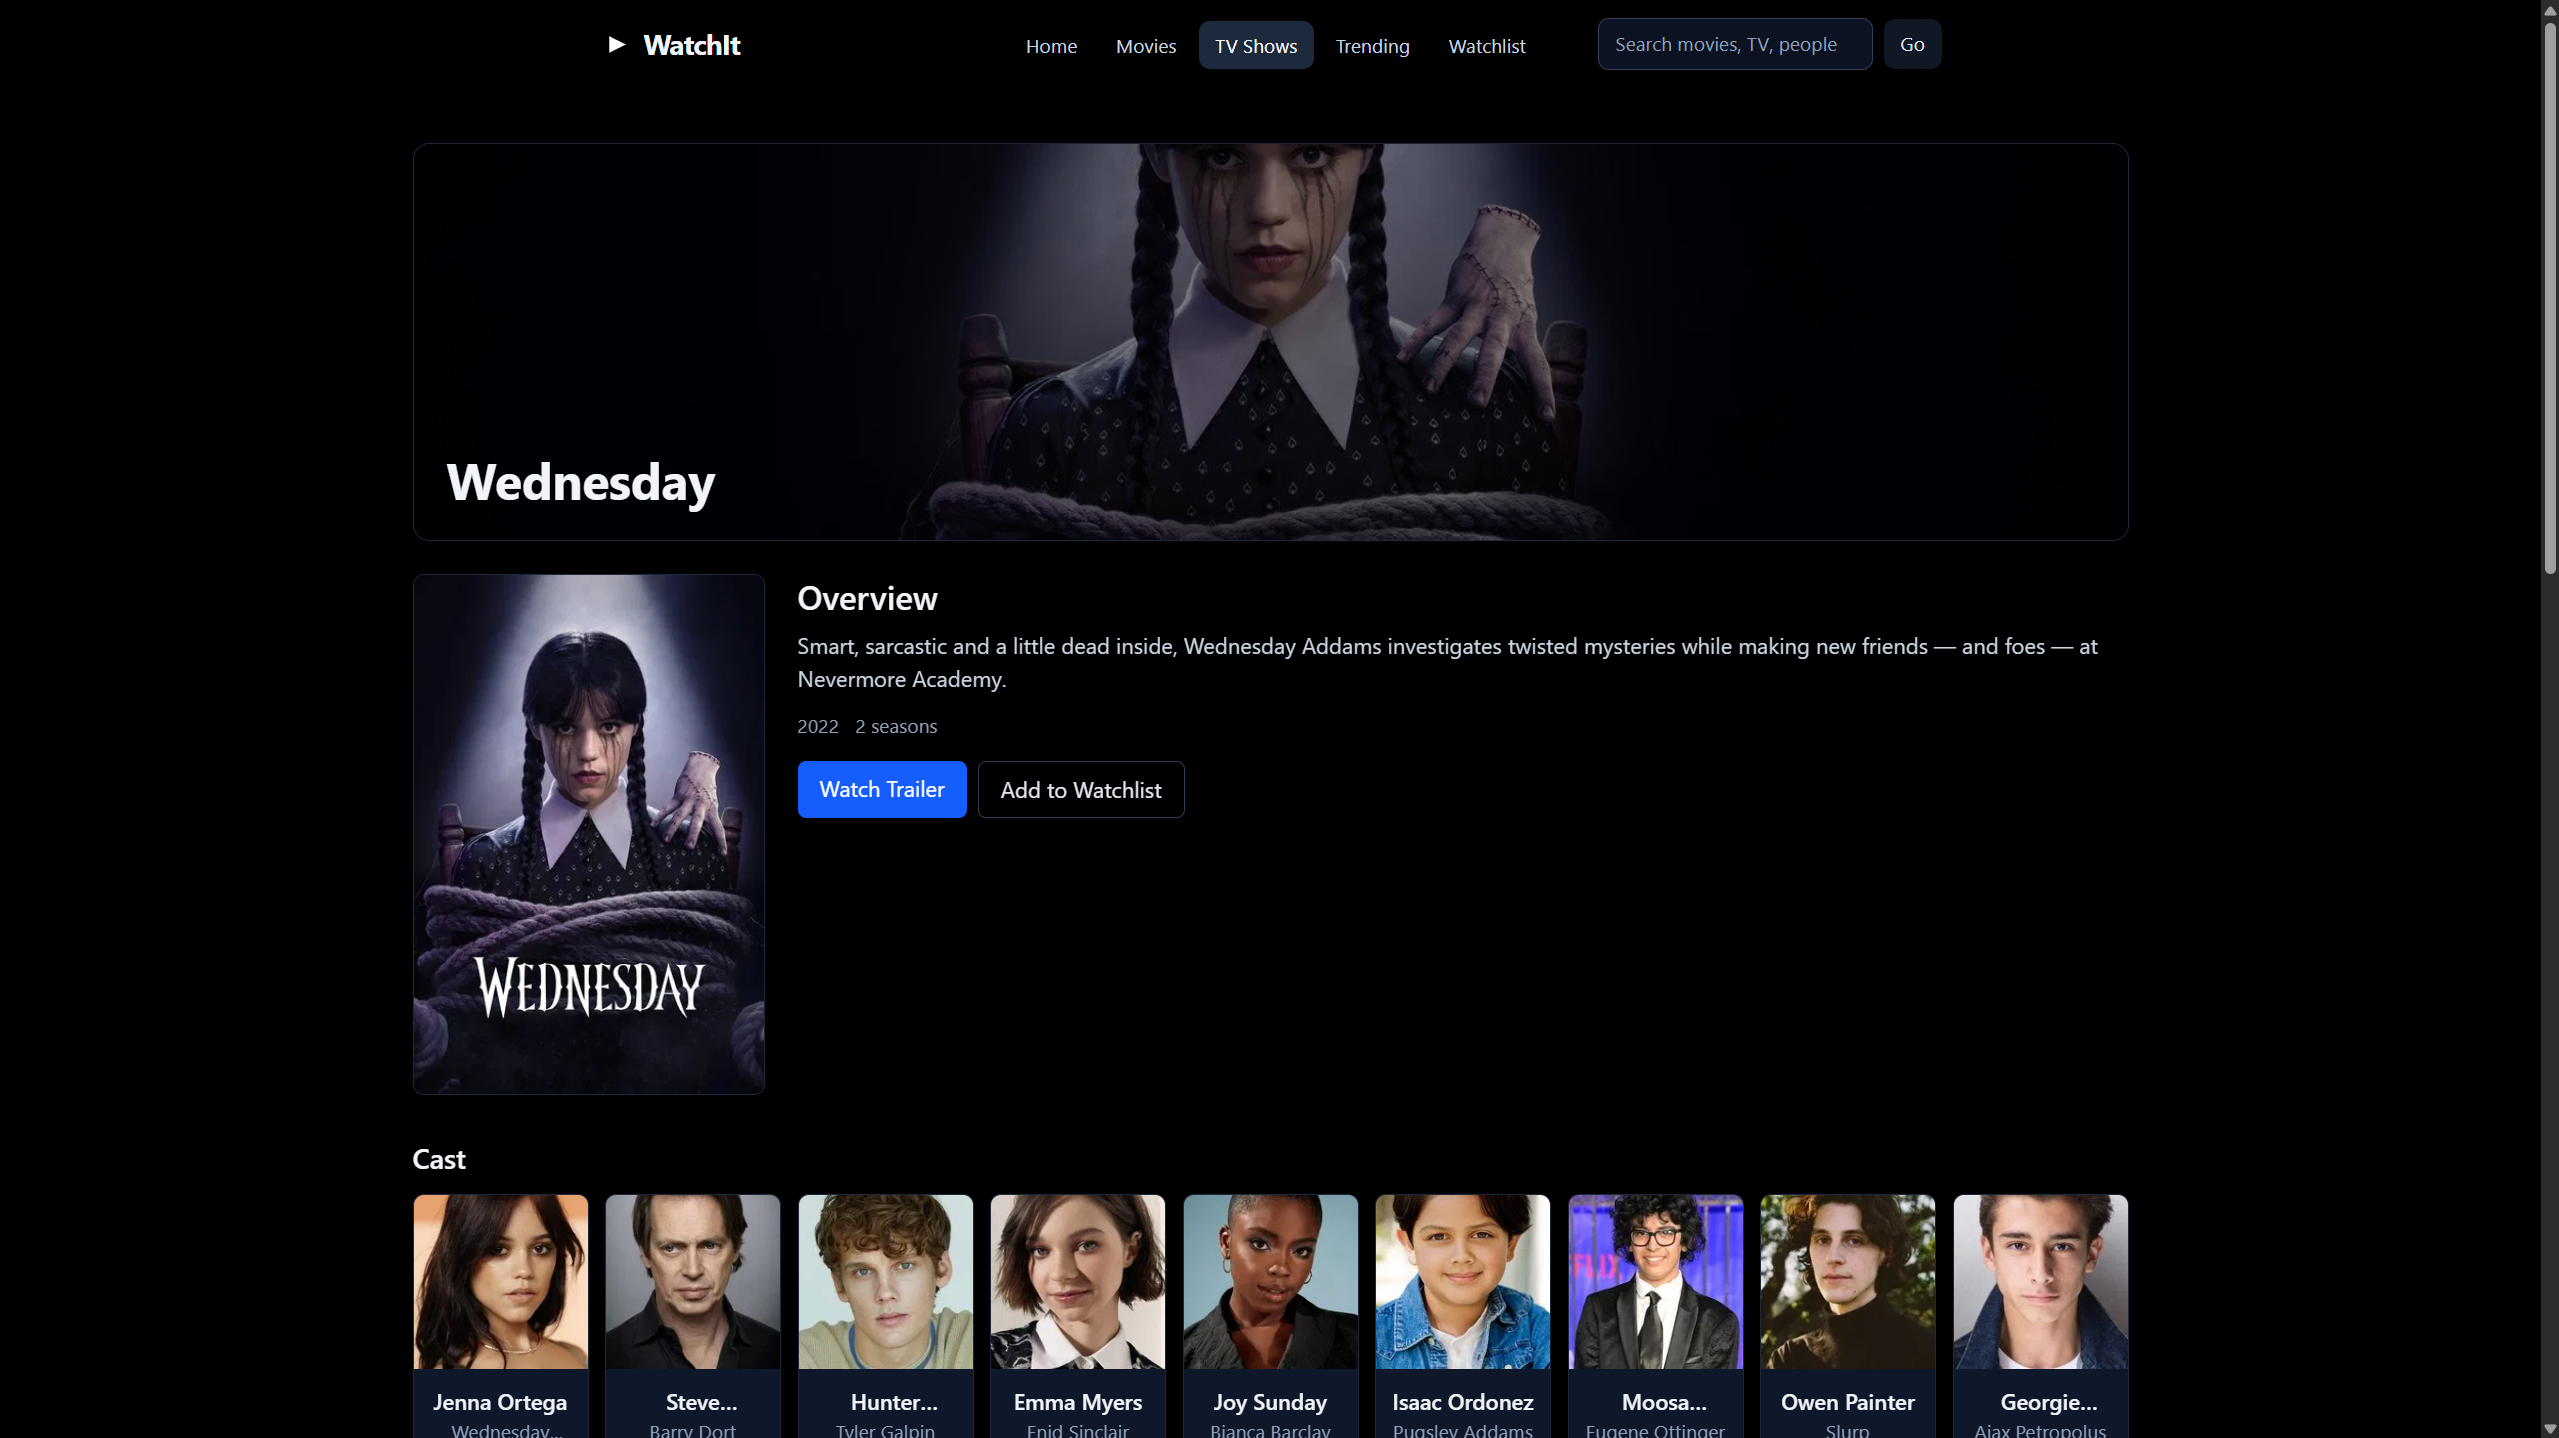 WatchIt
Home
Movies
TV Shows
Trending
Watchlist
Search movies, TV, people
Go
Wednesday
WEDNESDAY
Overview
Smart, sarcastic and a little dead inside, Wednesday Addams investigates twisted mysteries while making new friends — and foes — at
Nevermore Academy.
2022 2 seasons
Watch Trailer
Add to Watchlist
Cast
Jenna Ortega
Wednesday...
Steve...
Barry Dort
Hunter...
Tyler Galpin
Emma Myers
Enid Sinclair
Joy Sunday
Bianca Barclay
Isaac Ordonez
Pugsley Addams
Moosa...
Eugene Ottinger
Owen Painter
Slurp
Georgie...
Ajax Petropolus